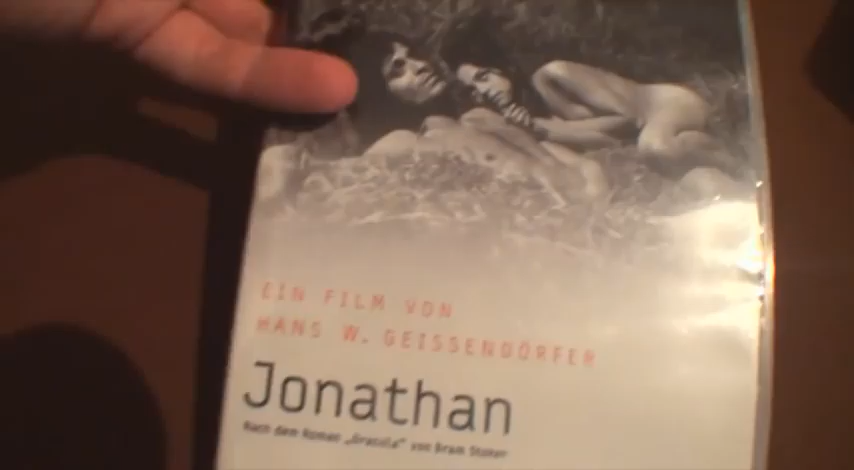 EIN FILM VON
HANS W. GEISSENDÖRFER
Jonathan
Nach dem Roman „Dracula“ von Bram Stoker